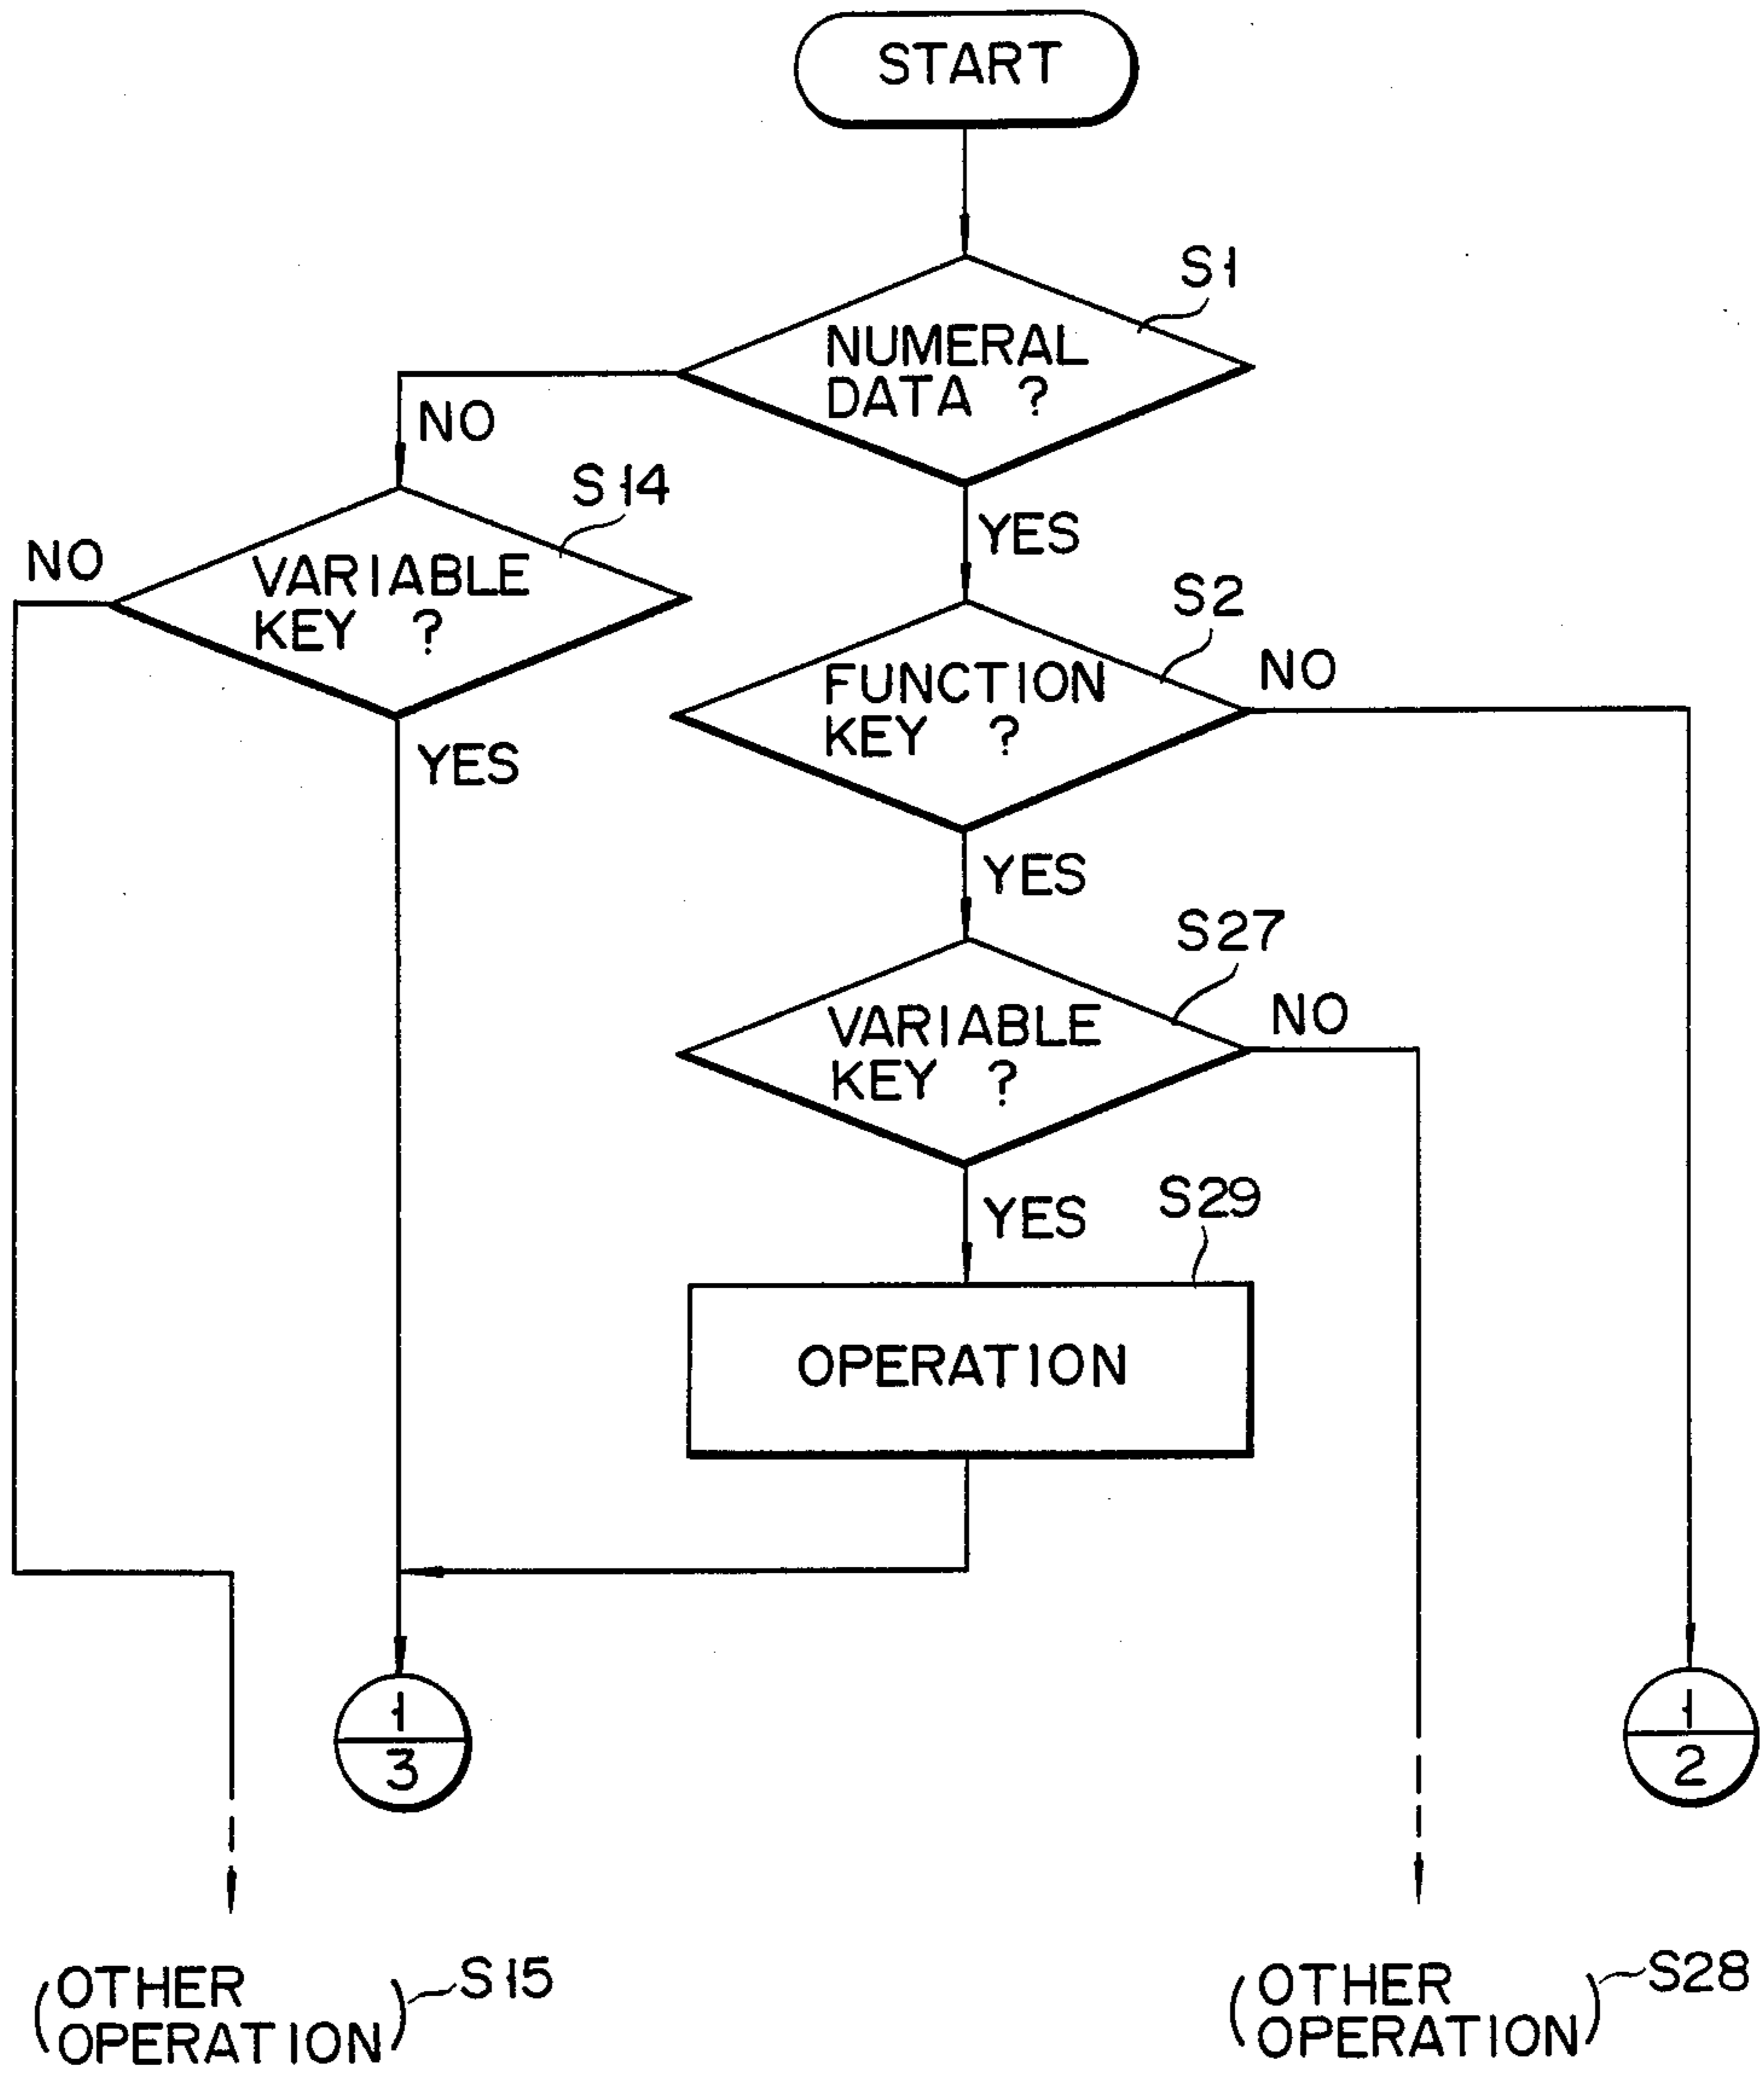 START
S1
NUMERAL
DATA ?
NO
S14
YES
NO
VARIABLE
KEY ?
S2
FUNCTION
KEY ?
NO
YES
YES
S27
VARIABLE
KEY ?
NO
YES
S29
OPERATION
1
3
1
2
(OTHER
OPERATION)
S15
(OTHER
OPERATION)
S28